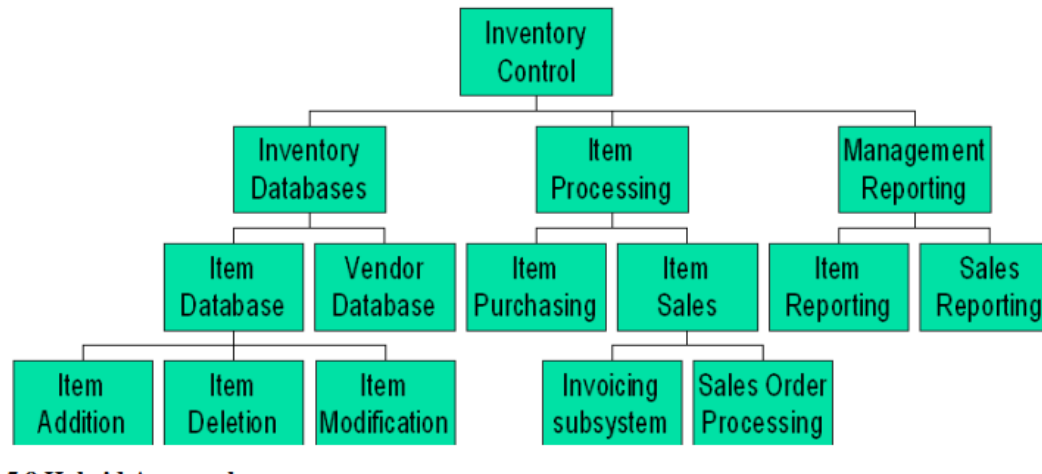 Inventory
Control
Inventory
Databases
Item
Processing
Management
Reporting
Item
Database
Vendor
Database
Item
Purchasing
Item
Sales
Item
Reporting
Sales
Reporting
Item
Addition
Item
Deletion
Item
Modification
Invoicing
subsystem
Sales Order
Processing